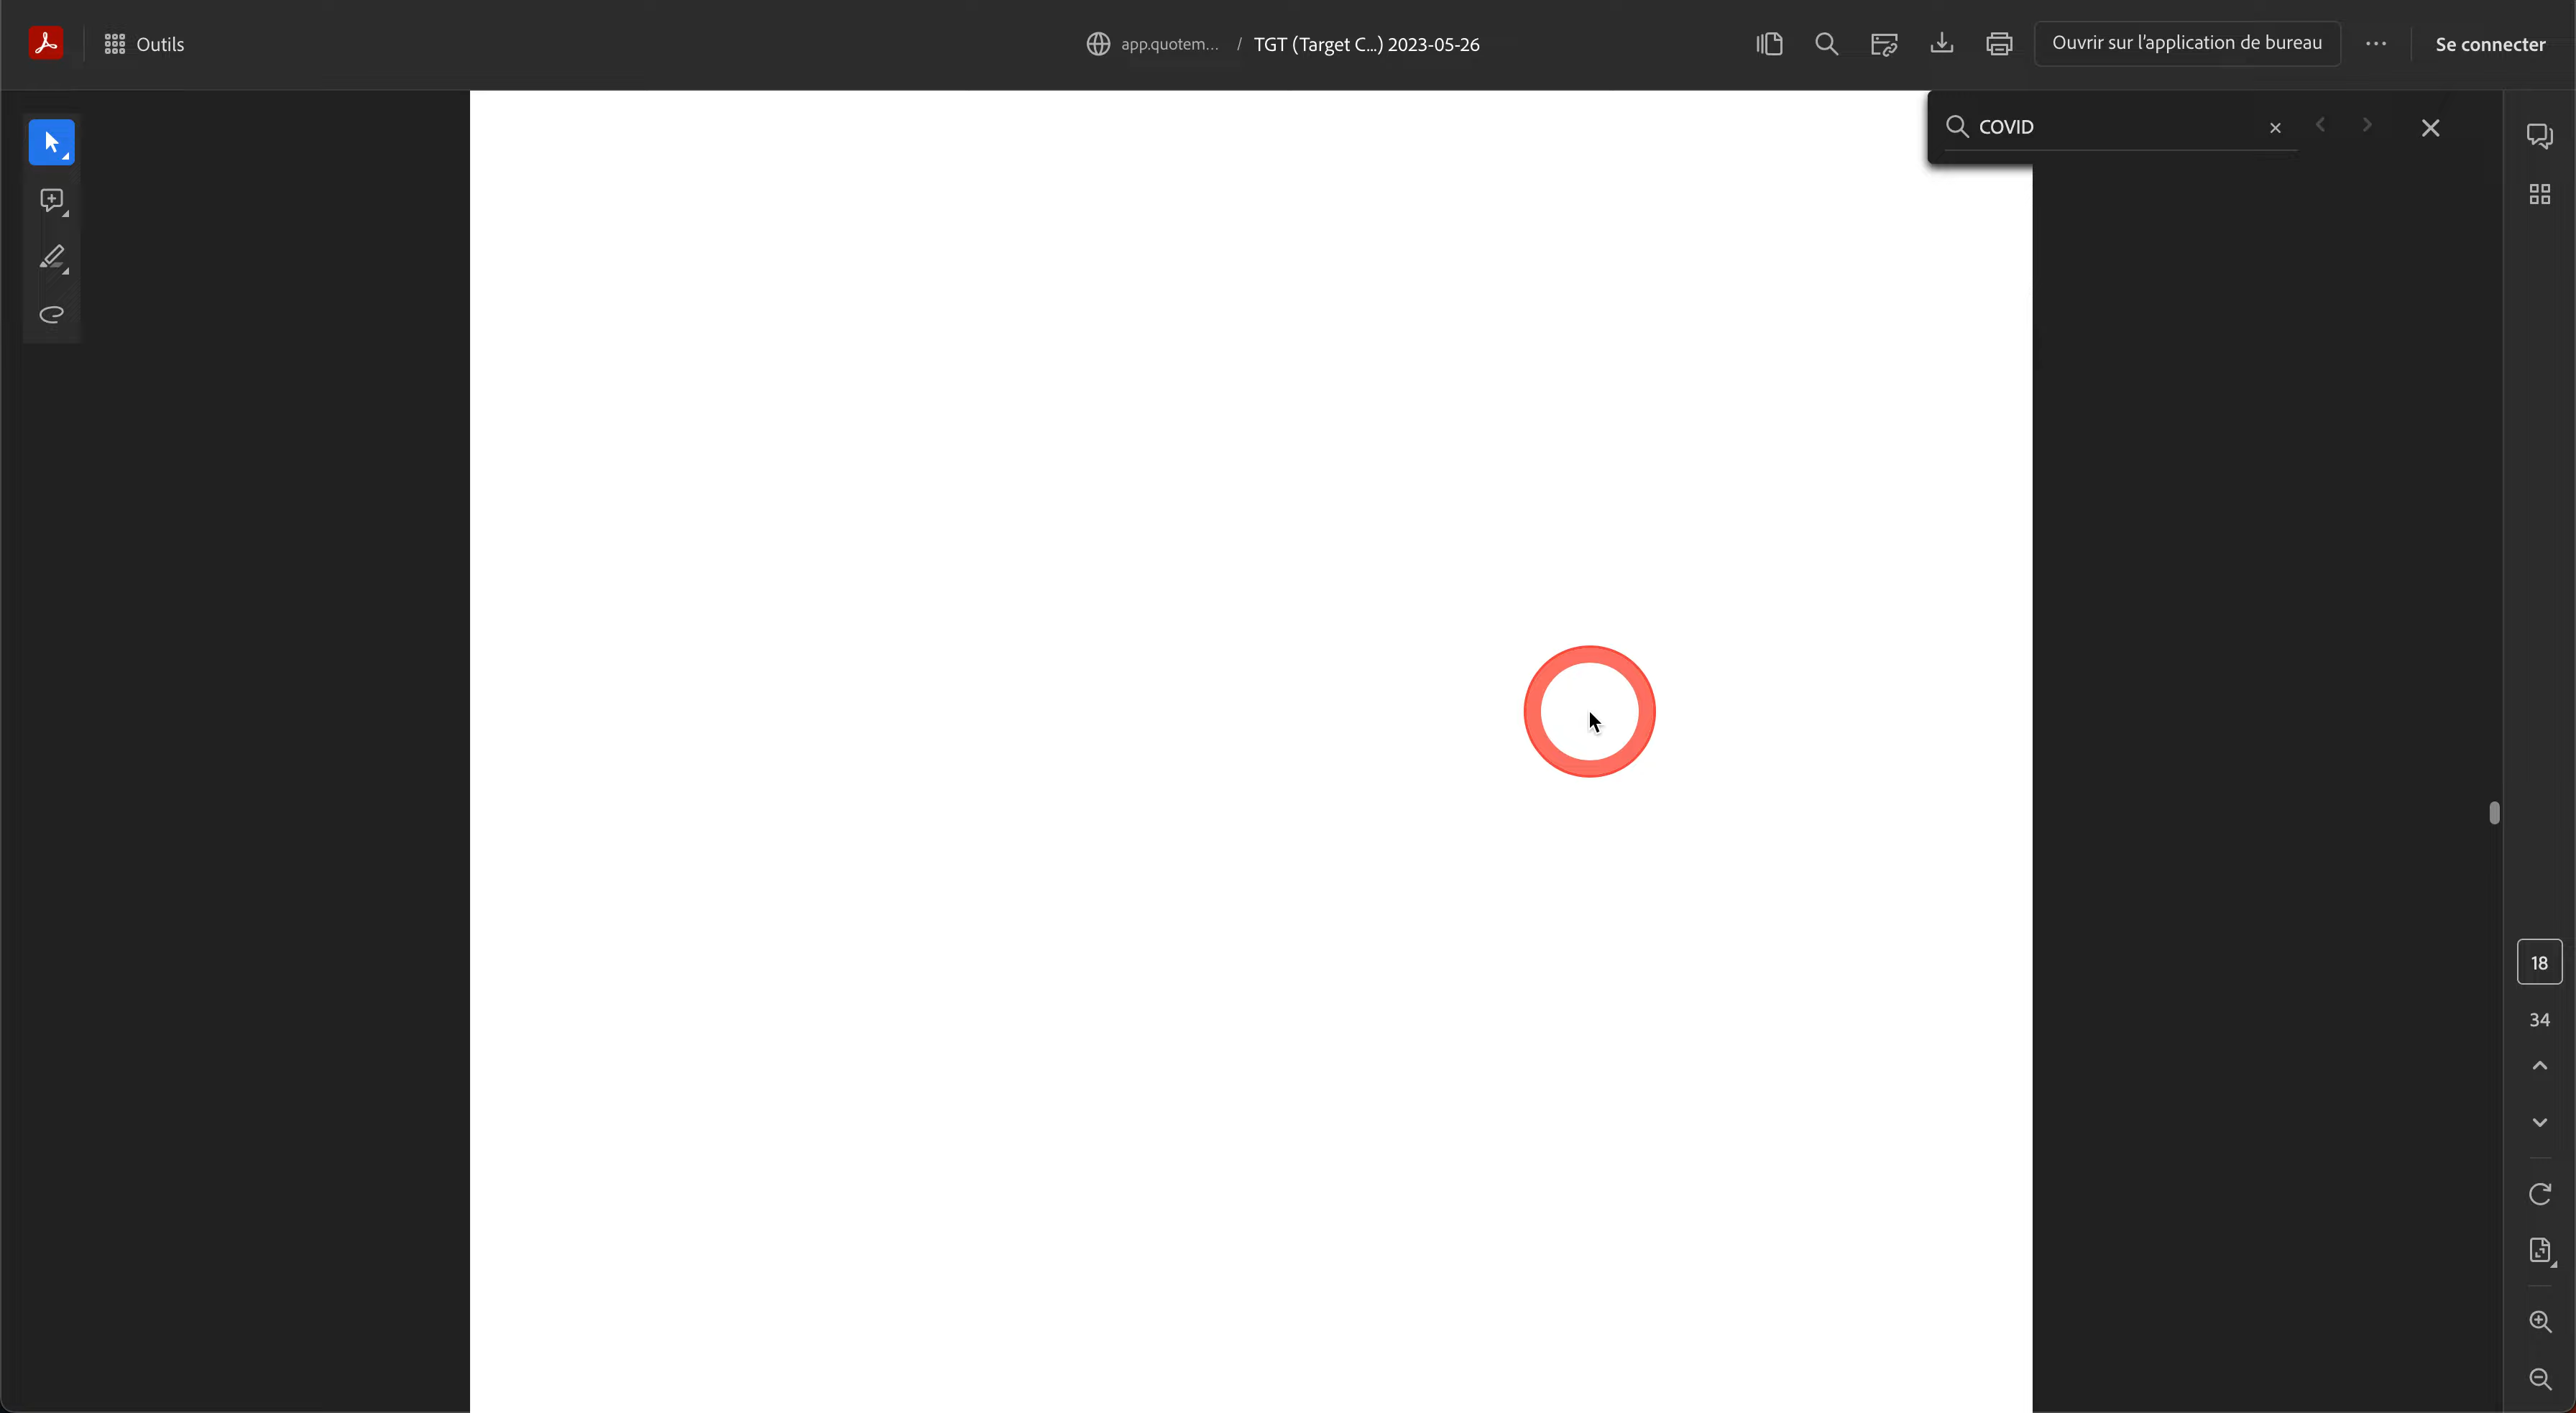 Outils
app.quotem... / TGT (Target C...) 2023-05-26
Ouvrir sur l'application de bureau
Se connecter
COVID
18
34